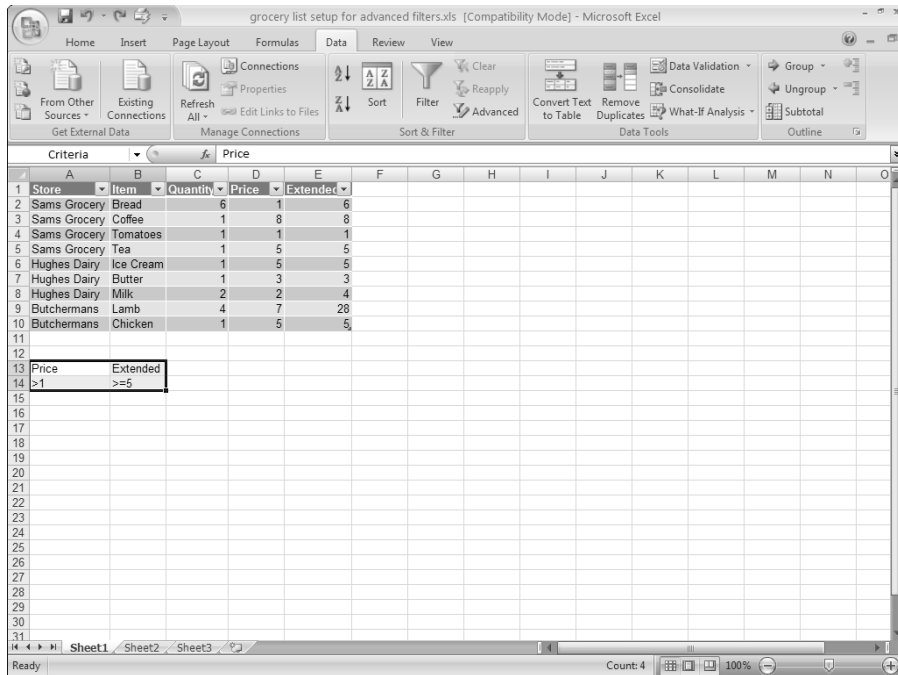 grocery list setup for advanced filters.xls [Compatibility Mode] - Microsoft Excel
Home Insert Page Layout Formulas Data Review View
From Other Sources
Existing Connections
Get External Data
Refresh All
Connections
Properties
Edit Links to Files
Manage Connections
Sort
Filter
Clear
Reapply
Advanced
Sort & Filter
Convert Text to Table
Remove Duplicates
Data Validation
Consolidate
What-If Analysis
Data Tools
Group
Ungroup
Subtotal
Outline
Criteria fx Price
A B C D E F G H I J K L M N O
1 Store Item Quantity Price Extended
2 Sams Grocery Bread 6 1 6
3 Sams Grocery Coffee 1 8 8
4 Sams Grocery Tomatoes 1 1 1
5 Sams Grocery Tea 1 5 5
6 Hughes Dairy Ice Cream 1 5 5
7 Hughes Dairy Butter 1 3 3
8 Hughes Dairy Milk 2 2 4
9 Butchermans Lamb 4 7 28
10 Butchermans Chicken 1 5 5
11
12
13 Price Extended
14 >1 >=5
15
16
17
18
19
20
21
22
23
24
25
26
27
28
29
30
31
Sheet1 Sheet2 Sheet3
Ready Count: 4 100%